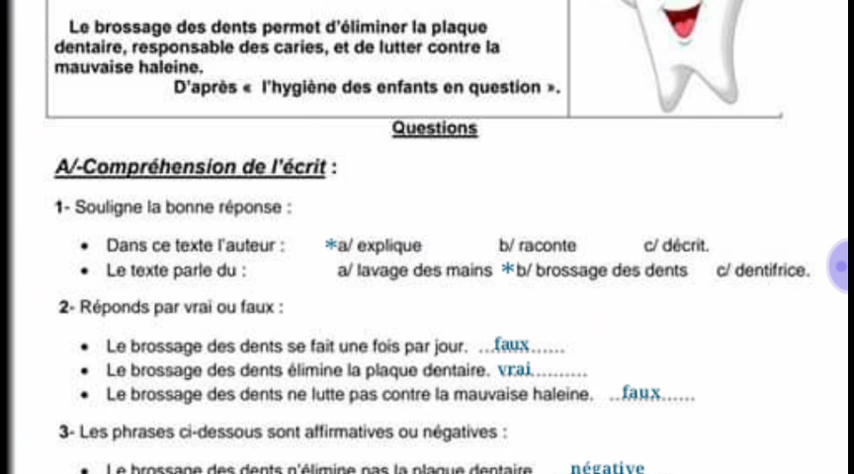 Le brossage des dents permet d'éliminer la plaque
dentaire, responsable des caries, et de lutter contre la
mauvaise haleine.
D'après « l'hygiène des enfants en question ».
Questions
A/-Compréhension de l'écrit :
1- Souligne la bonne réponse :
• Dans ce texte l'auteur : *a/ explique b/ raconte c/ décrit.
• Le texte parle du : a/ lavage des mains *b/ brossage des dents c/ dentifrice.
2- Réponds par vrai ou faux :
• Le brossage des dents se fait une fois par jour. ...faux......
• Le brossage des dents élimine la plaque dentaire. vrai..........
• Le brossage des dents ne lutte pas contre la mauvaise haleine. ..faux......
3- Les phrases ci-dessous sont affirmatives ou négatives :
• Le brossage des dents n'élimine pas la plaque dentaire négative